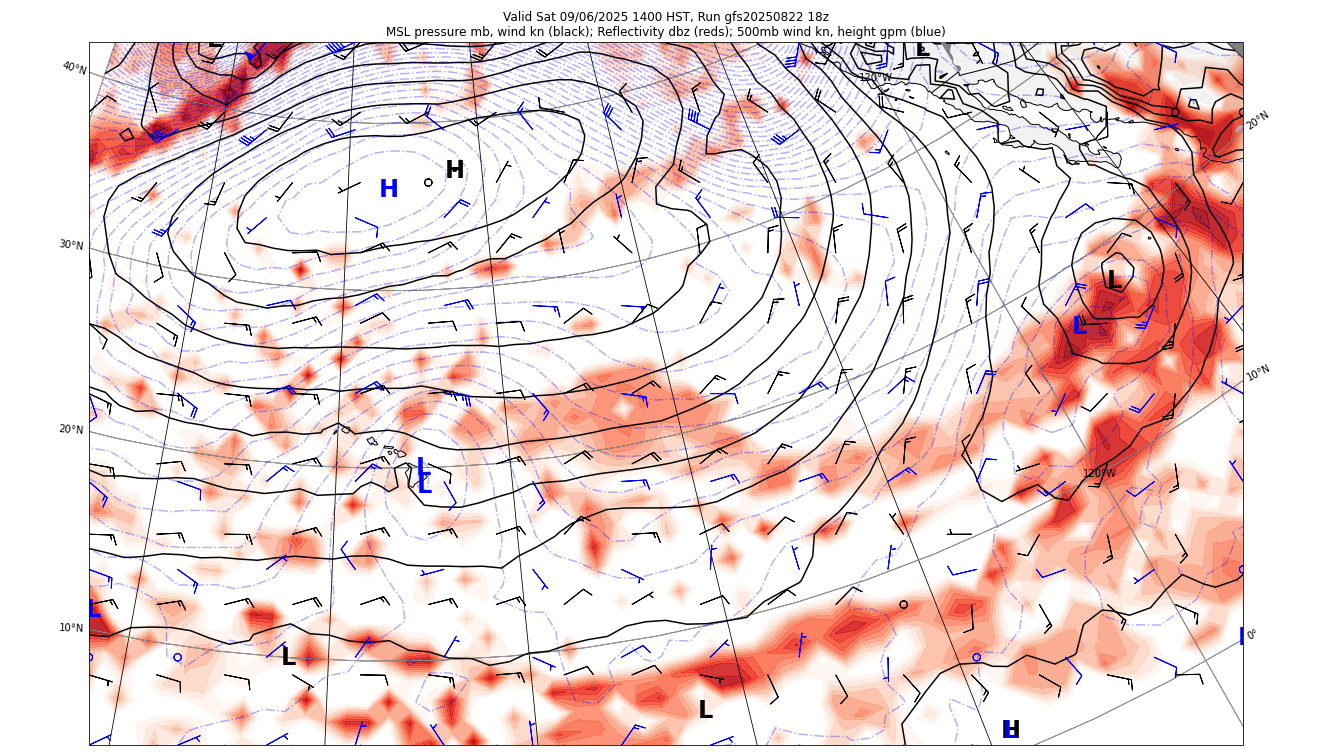 Valid Sat 09/06/2025 1400 HST, Run gfs20250822 18z
MSL pressure mb, wind kn (black); Reflectivity dbz (reds); 500mb wind kn, height gpm (blue)
L
L
40°N
120°W
20°N
H
H
30°N
L
L
10°N
20°N
L
L
120°W
L
10°N
0°
L
L
H